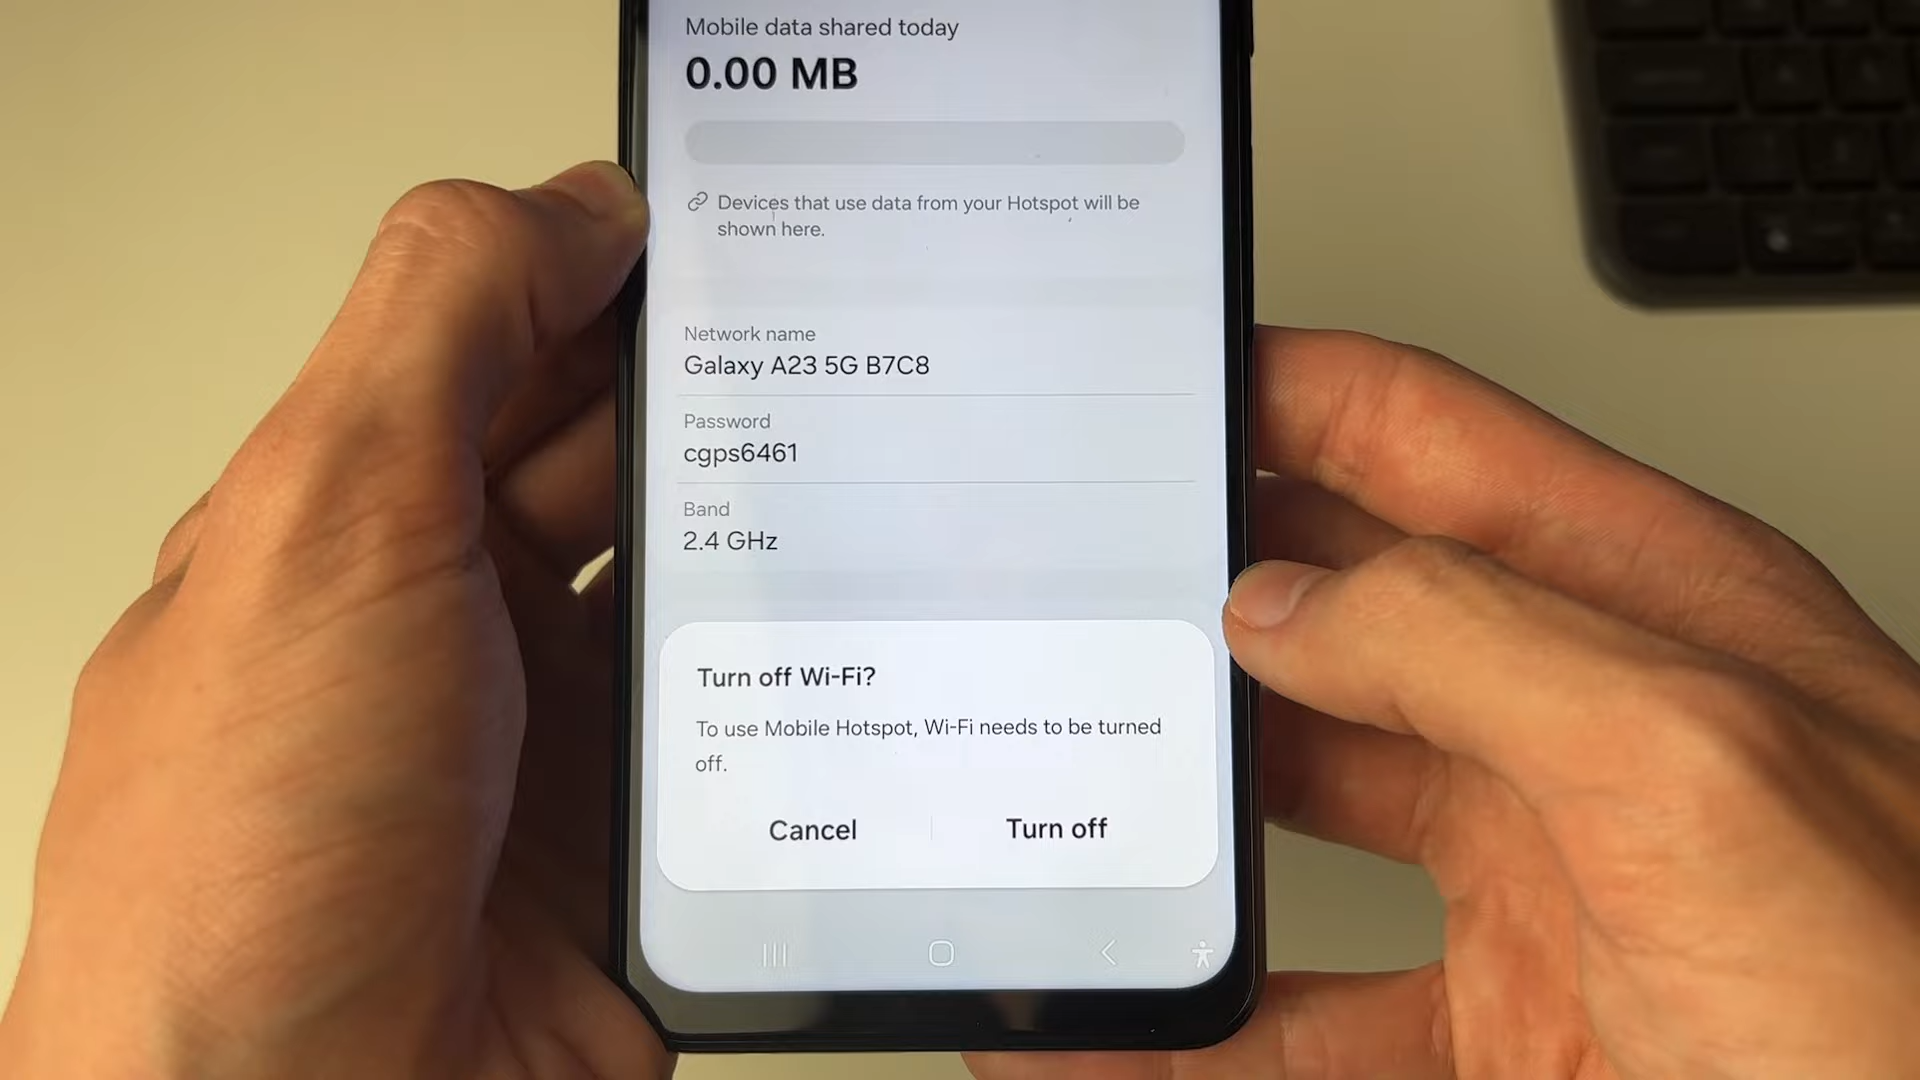 Mobile data shared today
0.00 MB
Devices that use data from your Hotspot will be
shown here.
Network name
Galaxy A23 5G B7C8
Password
cgps6461
Band
2.4 GHz
Turn off Wi-Fi?
To use Mobile Hotspot, Wi-Fi needs to be turned
off.
Cancel
Turn off